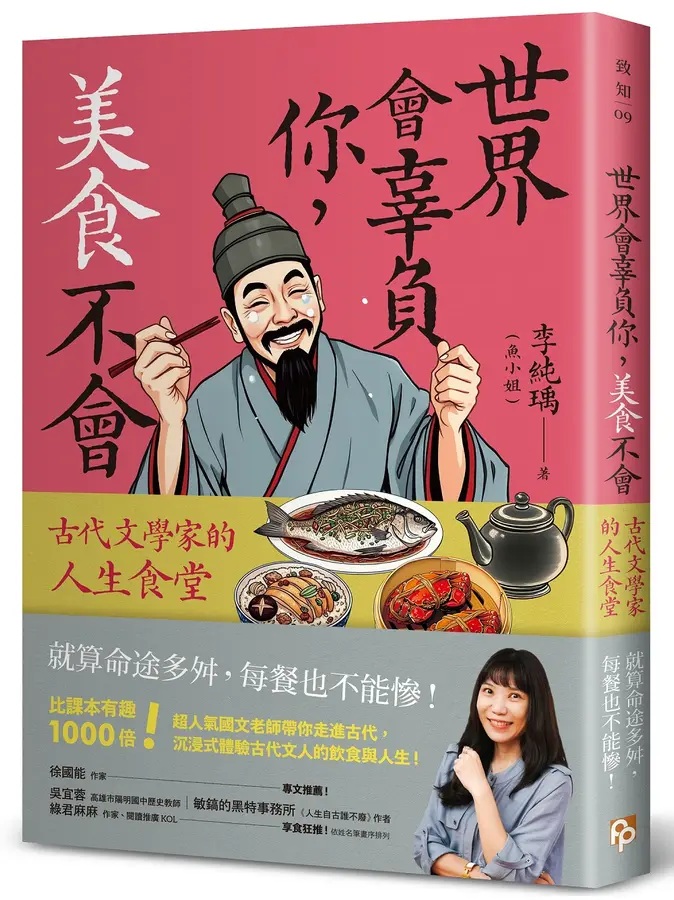 世界
會辜負
你，
美食不會
李純瑀
（魚小姐）
著
古代文學家的
人生食堂
就算命途多舛，每餐也不能慘！
比課本有趣
1000倍！
超人氣國文老師帶你走進古代，
沉浸式體驗古代文人的飲食與人生！
徐國能 作家 專文推薦！
吳宜蓉 高雄市陽明國中歷史教師｜敏鎬的黑特事務所《人生自古誰不廢》作者
綠君麻麻 作家、閱讀推廣KOL 享食狂推！ 依姓名筆畫序排列
致知｜09
世界會辜負你，美食不會
古代文學家
的人生食堂
就算命途多舛，
每餐也不能慘！
PP